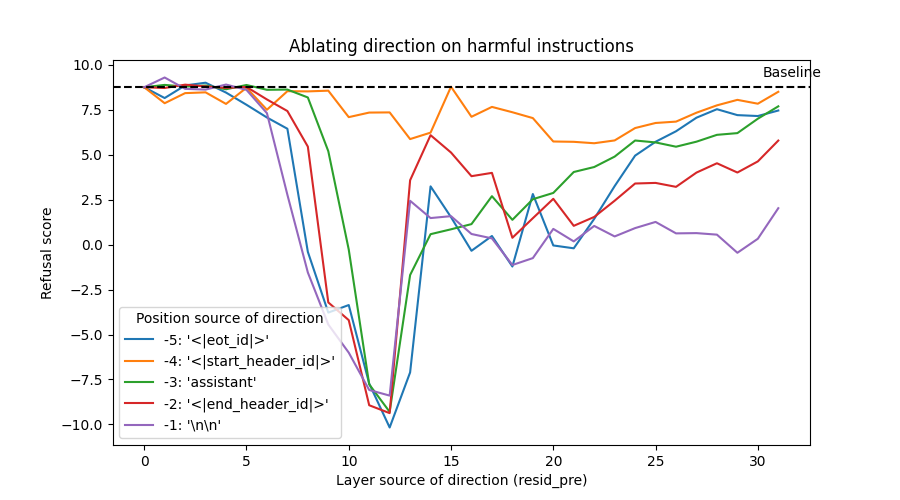 Ablating direction on harmful instructions
Baseline
10.0
7.5
5.0
2.5
0.0
−2.5
−5.0
−7.5
−10.0
Refusal score
Position source of direction
-5: '<|eot_id|>'
-4: '<|start_header_id|>'
-3: 'assistant'
-2: '<|end_header_id|>'
-1: '\n\n'
0 5 10 15 20 25 30
Layer source of direction (resid_pre)